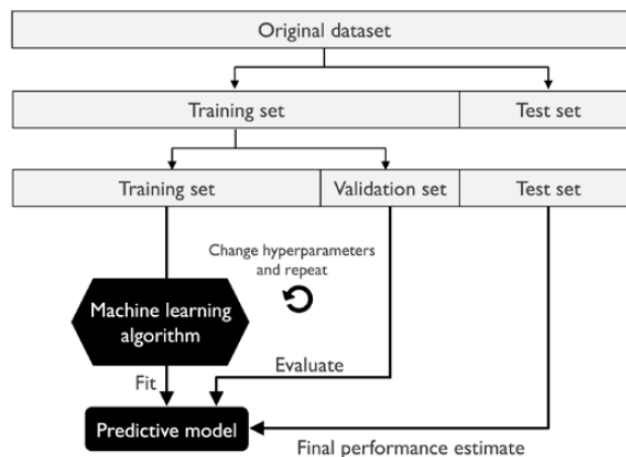 Original dataset
Training set
Test set
Training set
Validation set
Test set
Change hyperparameters
and repeat
Machine learning
algorithm
Fit
Evaluate
Predictive model
Final performance estimate